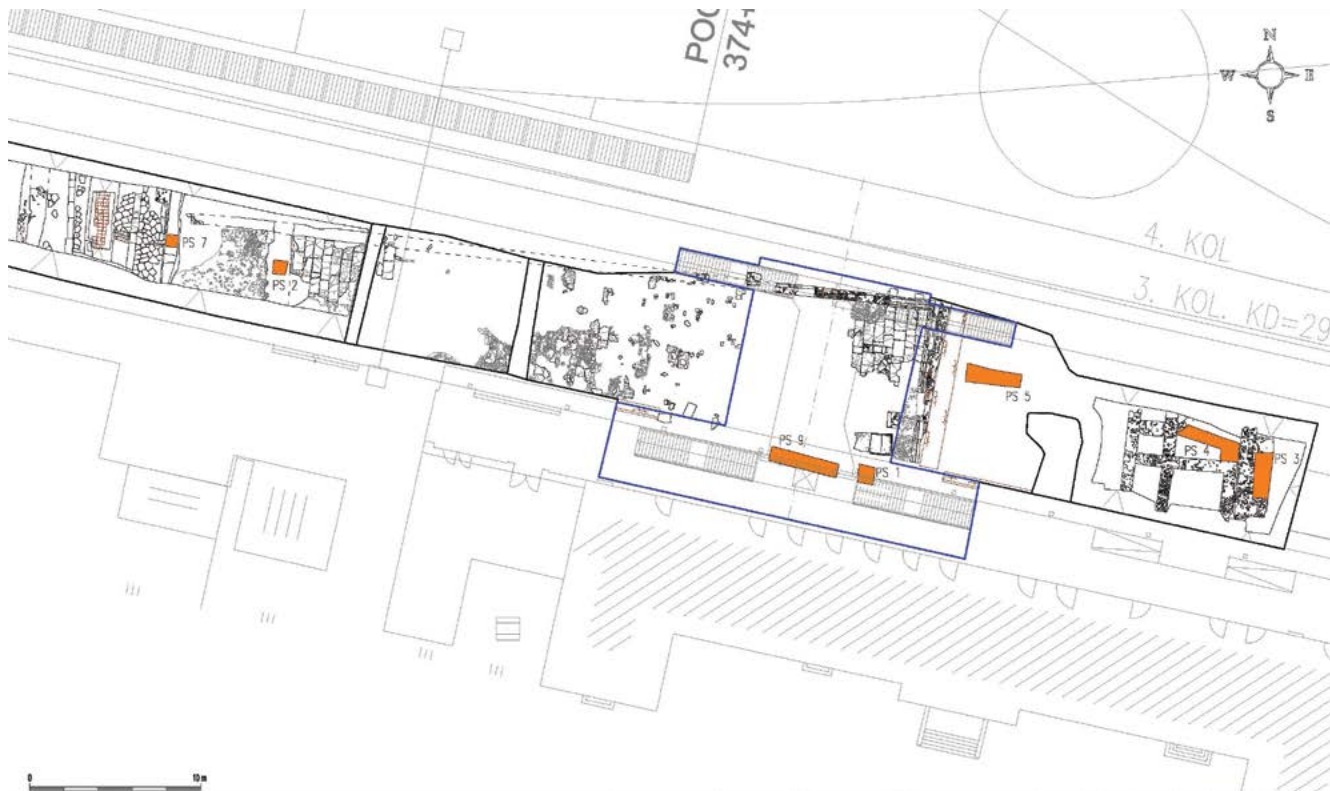 POC
374+
N
W E
S
4. KOL
3. KOL. KD=29
PS 7
PS 2
PS 5
PS 9
PS 1
PS 4
PS 3
0 10 m